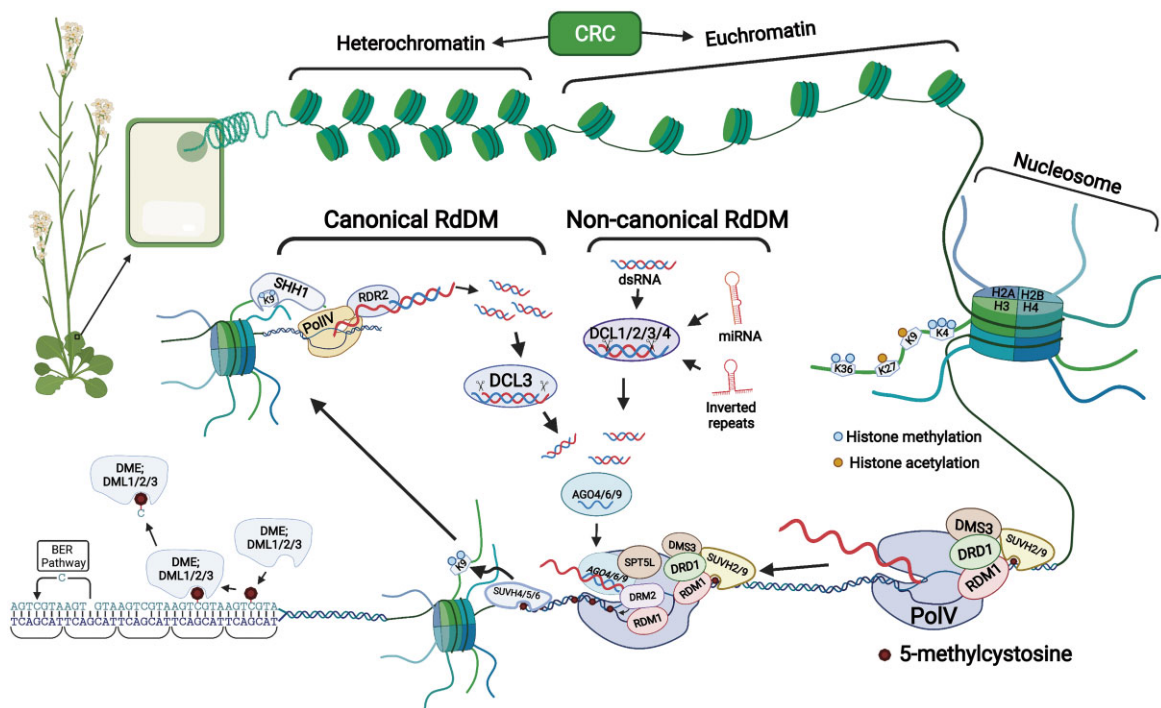 CRC
Heterochromatin
Euchromatin
Nucleosome
Canonical RdDM
Non-canonical RdDM
dsRNA
SHH1
K9
RDR2
PolIV
DCL1/2/3/4
miRNA
H2A
H2B
H3
H4
K9
K4
K36
K27
DCL3
Inverted
repeats
Histone methylation
Histone acetylation
DME;
DML1/2/3
AGO4/6/9
DME;
DML1/2/3
BER
Pathway
C
C
DME;
DML1/2/3
K9
SUVH4/5/6
AGO4/6/9
SPT5L
DMS3
DRD1
SUVH2/9
RDM1
DRM2
RDM1
DMS3
DRD1
SUVH2/9
RDM1
PolV
AGTCGTAAGT GTAAGTCGTAAGTCGTAAGTCGTA
TCAGCATTCAGCATTCAGCATTCAGCATTCAGCAT
5-methylcystosine